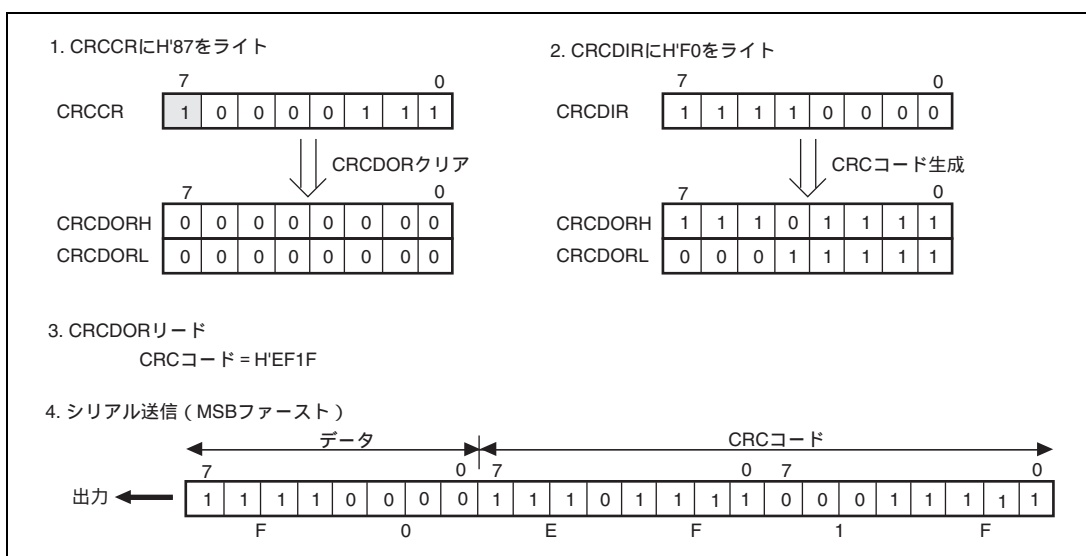 1. CRCCRにH'87をライト
7 0
CRCCR 1 0 0 0 0 1 1 1
CRCDORクリア
7 0
CRCDORH 0 0 0 0 0 0 0 0
CRCDORL 0 0 0 0 0 0 0 0
2. CRCDIRにH'F0をライト
7 0
CRCDIR 1 1 1 1 0 0 0 0
CRCコード生成
7 0
CRCDORH 1 1 1 0 1 1 1 1
CRCDORL 0 0 0 1 1 1 1 1
3. CRCDORリード
CRCコード = H'EF1F
4. シリアル送信（MSBファースト）
データ CRCコード
7 0 7 0 7 0
出力 1 1 1 1 0 0 0 0 1 1 1 0 1 1 1 1 0 0 0 1 1 1 1 1
F 0 E F 1 F